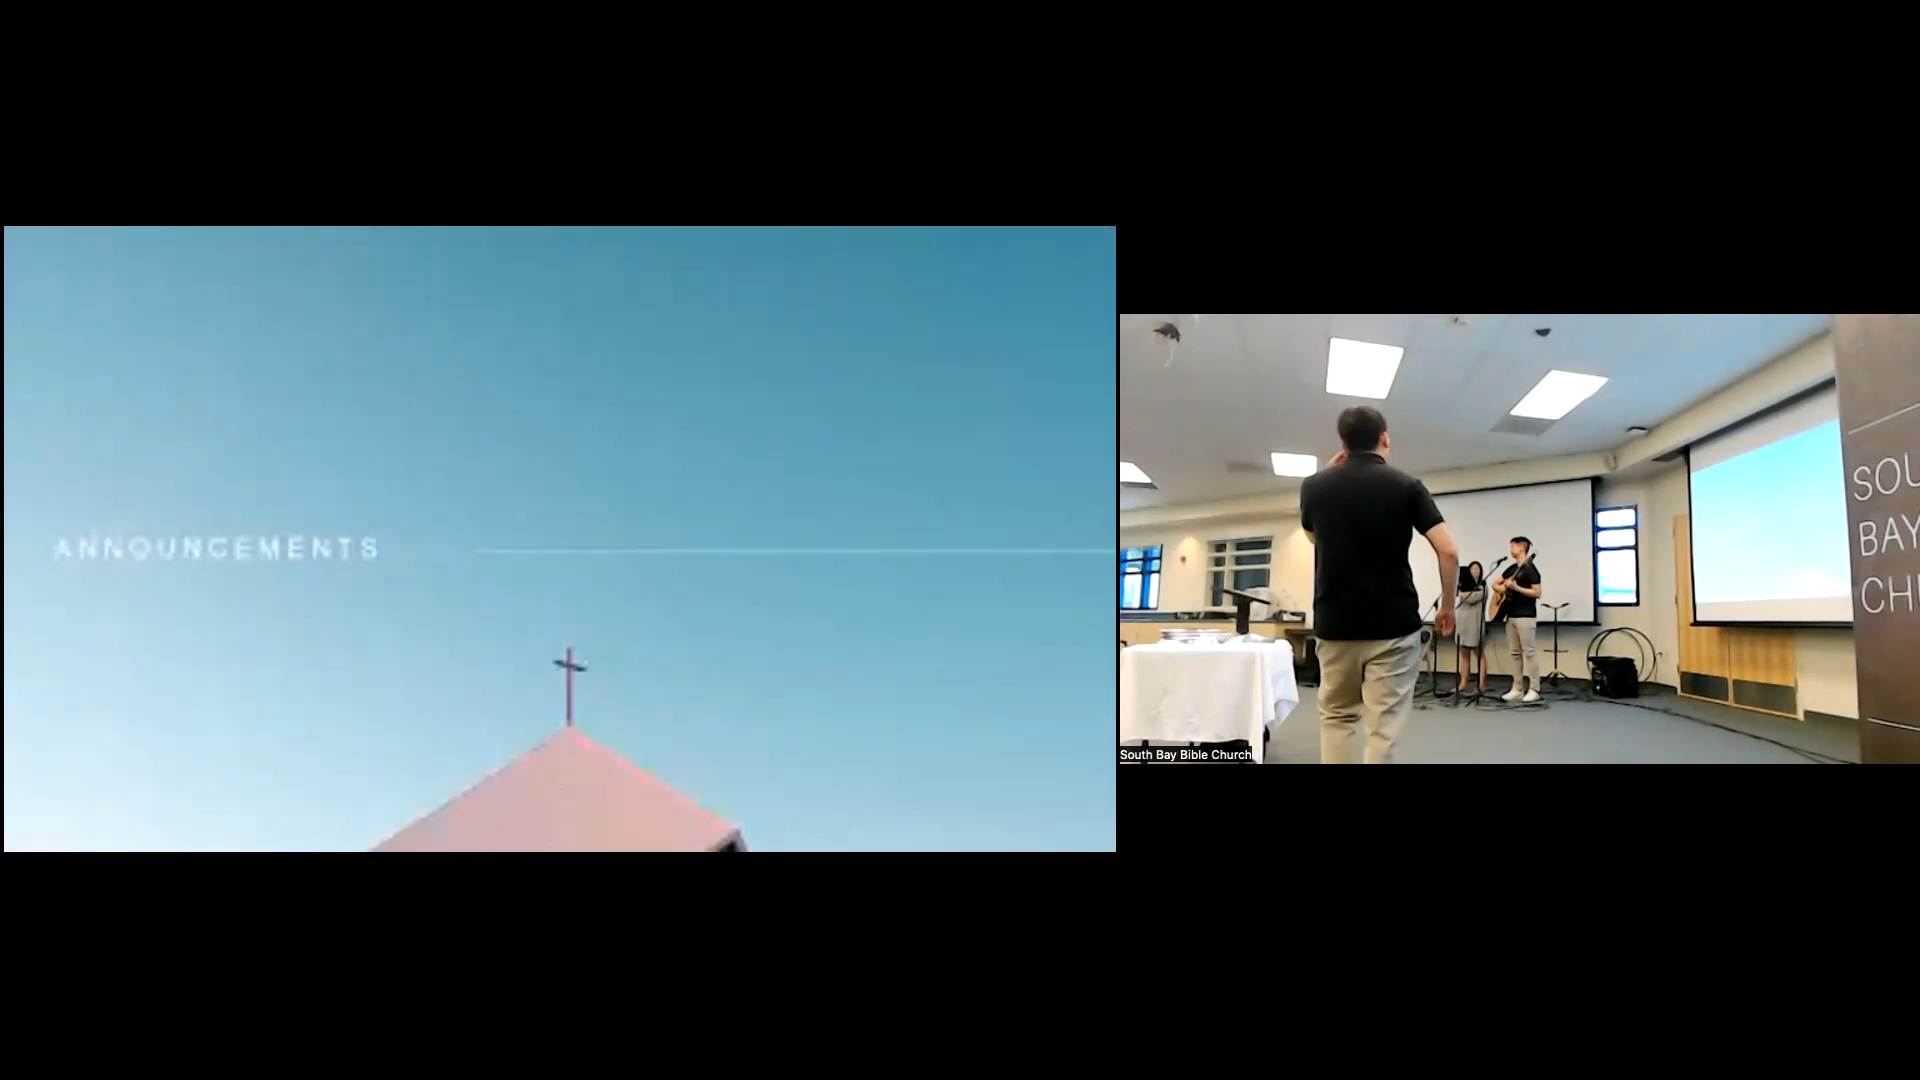 ANNOUNCEMENTS
SOU
BAY
CH
South Bay Bible Church